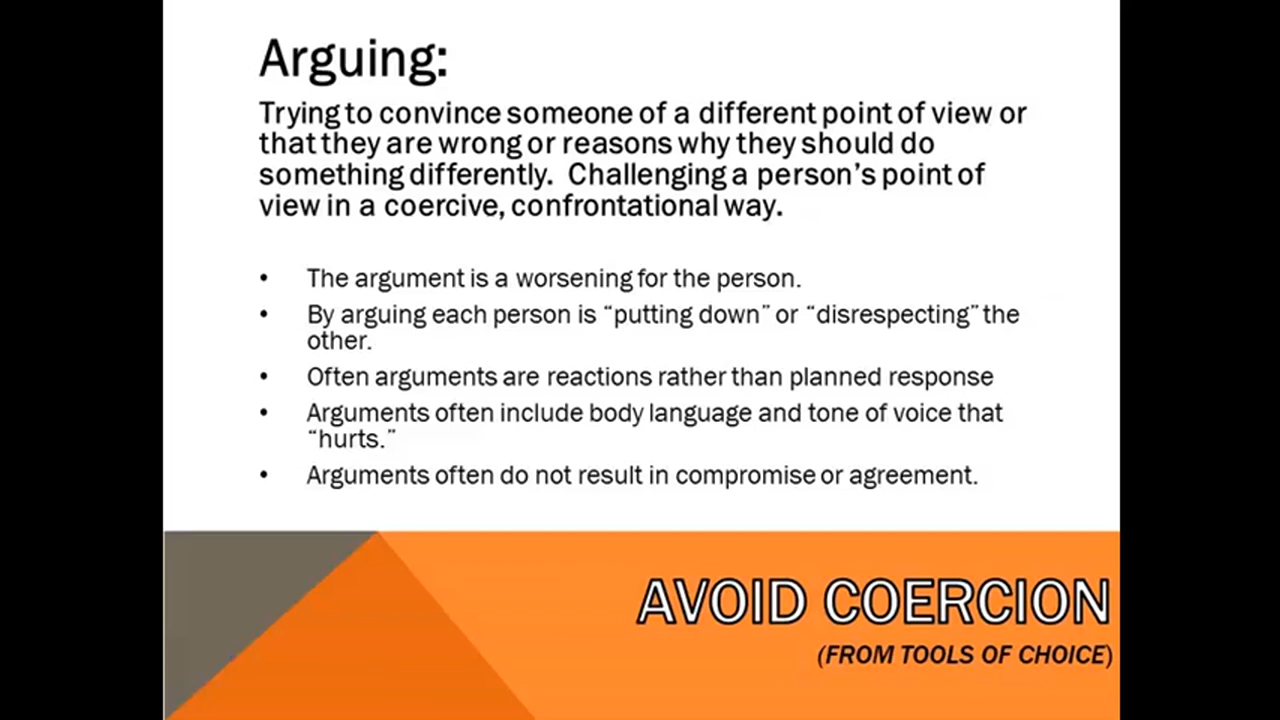 Arguing:
Trying to convince someone of a different point of view or
that they are wrong or reasons why they should do
something differently. Challenging a person's point of
view in a coercive, confrontational way.
• The argument is a worsening for the person.
• By arguing each person is “putting down” or “disrespecting” the
other.
• Often arguments are reactions rather than planned response
• Arguments often include body language and tone of voice that
“hurts.”
• Arguments often do not result in compromise or agreement.
AVOID COERCION
(FROM TOOLS OF CHOICE)